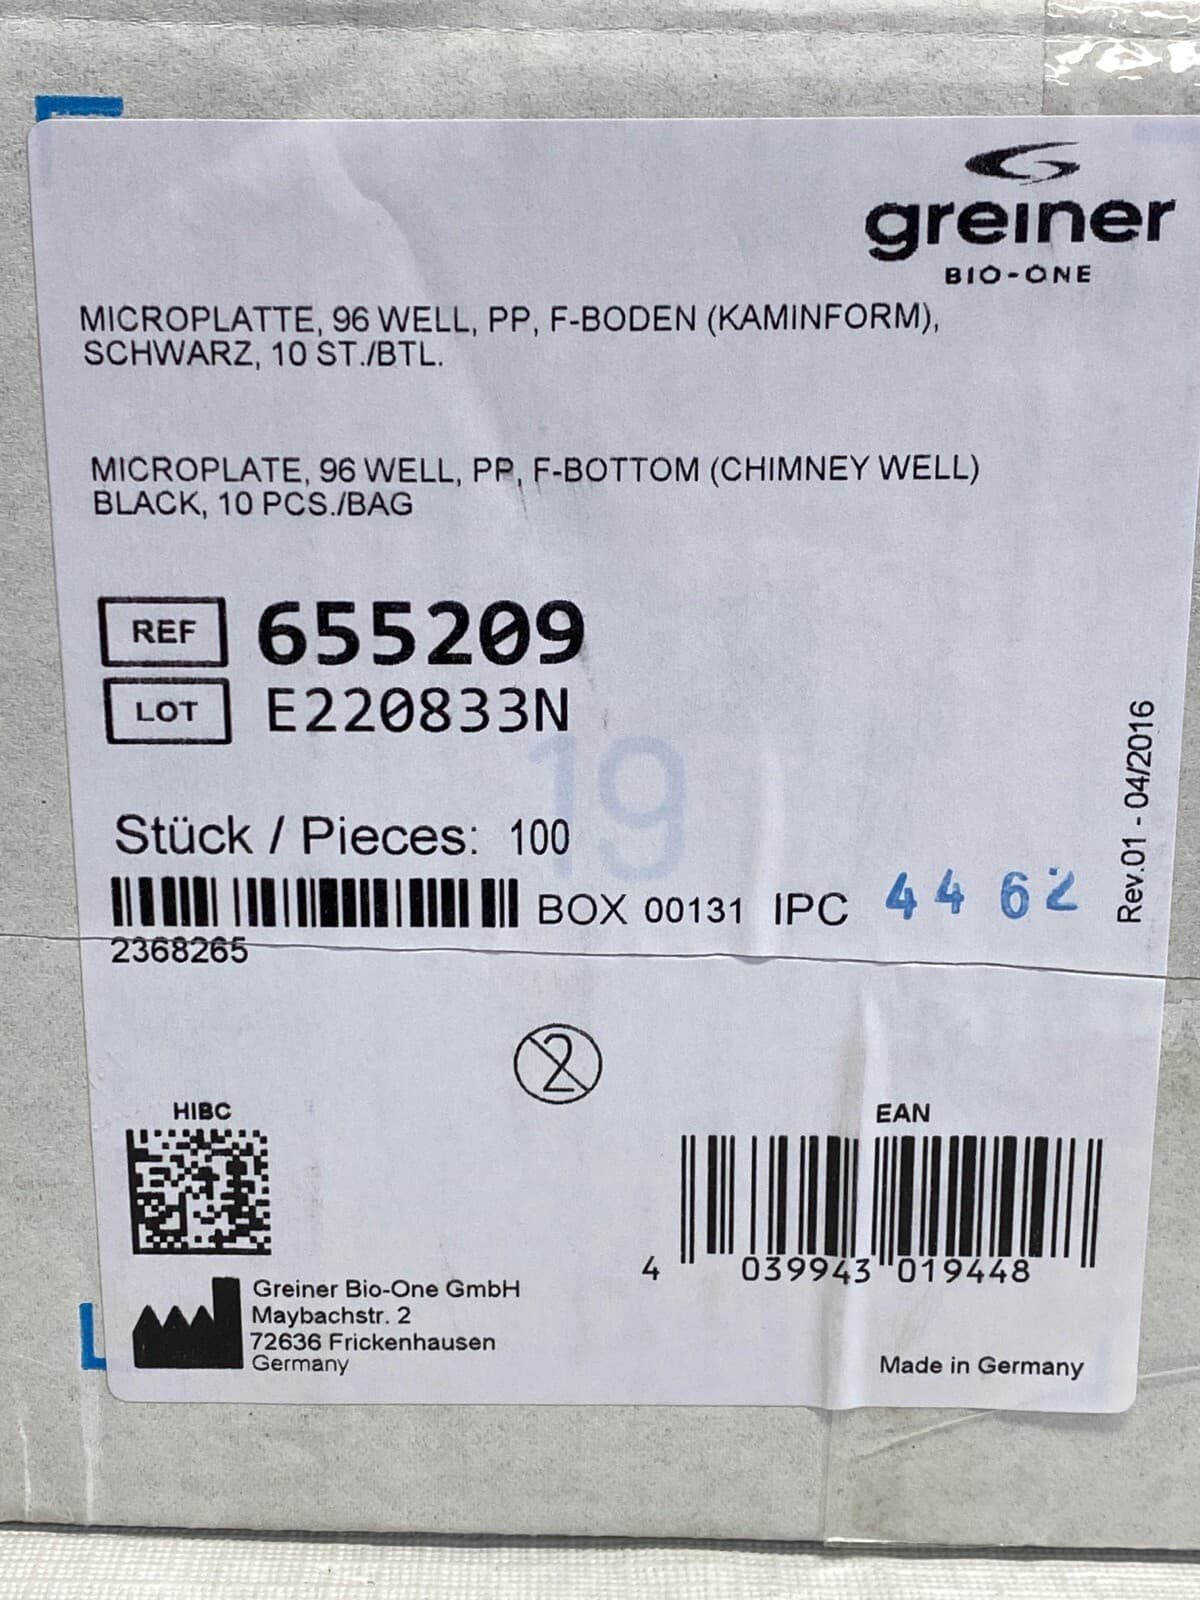 greiner
BIO-ONE
MICROPLATTE, 96 WELL, PP, F-BODEN (KAMINFORM),
SCHWARZ, 10 ST./BTL.
MICROPLATE, 96 WELL, PP, F-BOTTOM (CHIMNEY WELL)
BLACK, 10 PCS./BAG
REF 655209
LOT E220833N
19
Stück / Pieces: 100
BOX 00131 IPC 4462
2368265
Rev.01 - 04/2016
2
HIBC
EAN
4 039943 019448
Greiner Bio-One GmbH
Maybachstr. 2
72636 Frickenhausen
Germany
Made in Germany